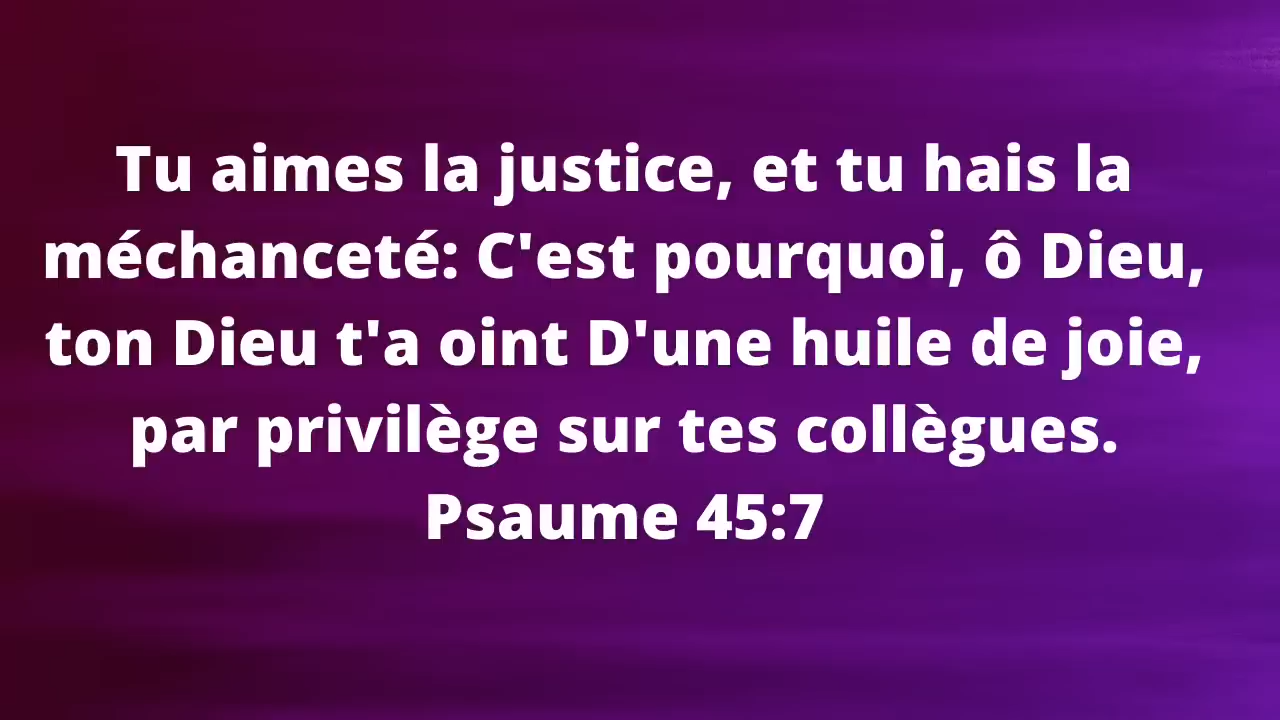 Tu aimes la justice, et tu hais la
méchanceté: C'est pourquoi, ô Dieu,
ton Dieu t'a oint D'une huile de joie,
par privilège sur tes collègues.
Psaume 45:7